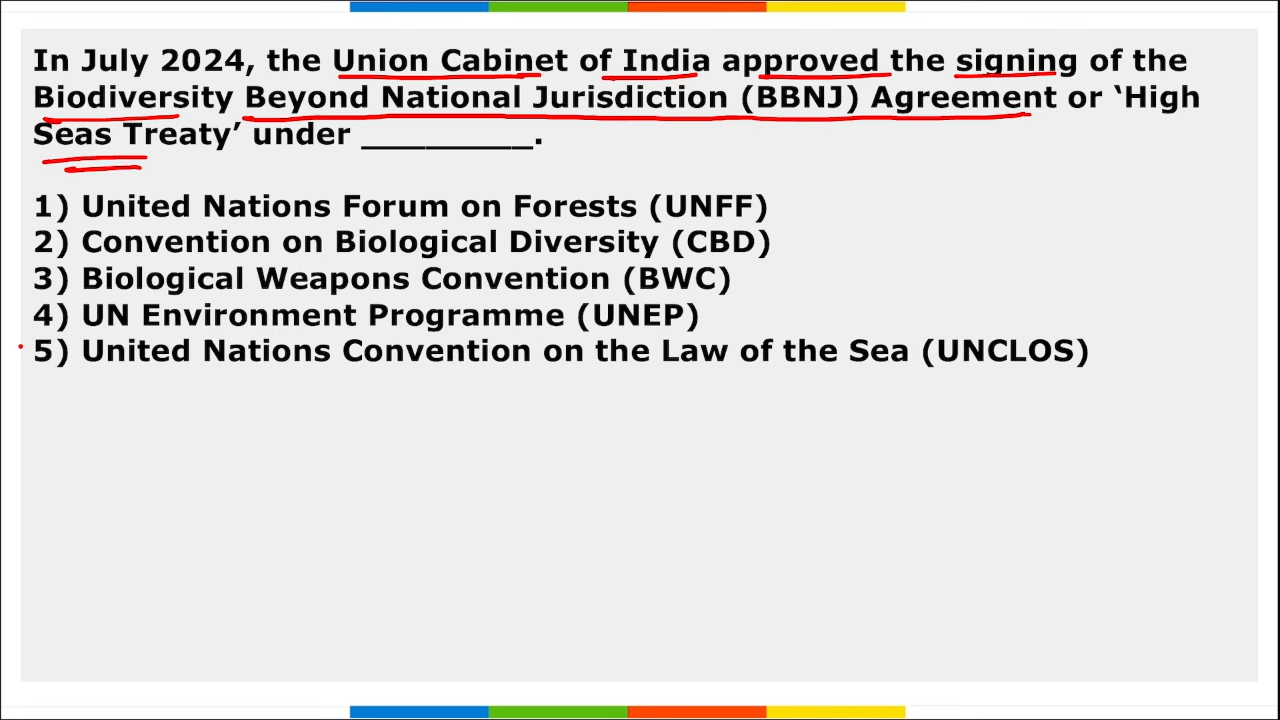 In July 2024, the Union Cabinet of India approved the signing of the
Biodiversity Beyond National Jurisdiction (BBNJ) Agreement or ‘High
Seas Treaty’ under ________.
1) United Nations Forum on Forests (UNFF)
2) Convention on Biological Diversity (CBD)
3) Biological Weapons Convention (BWC)
4) UN Environment Programme (UNEP)
5) United Nations Convention on the Law of the Sea (UNCLOS)